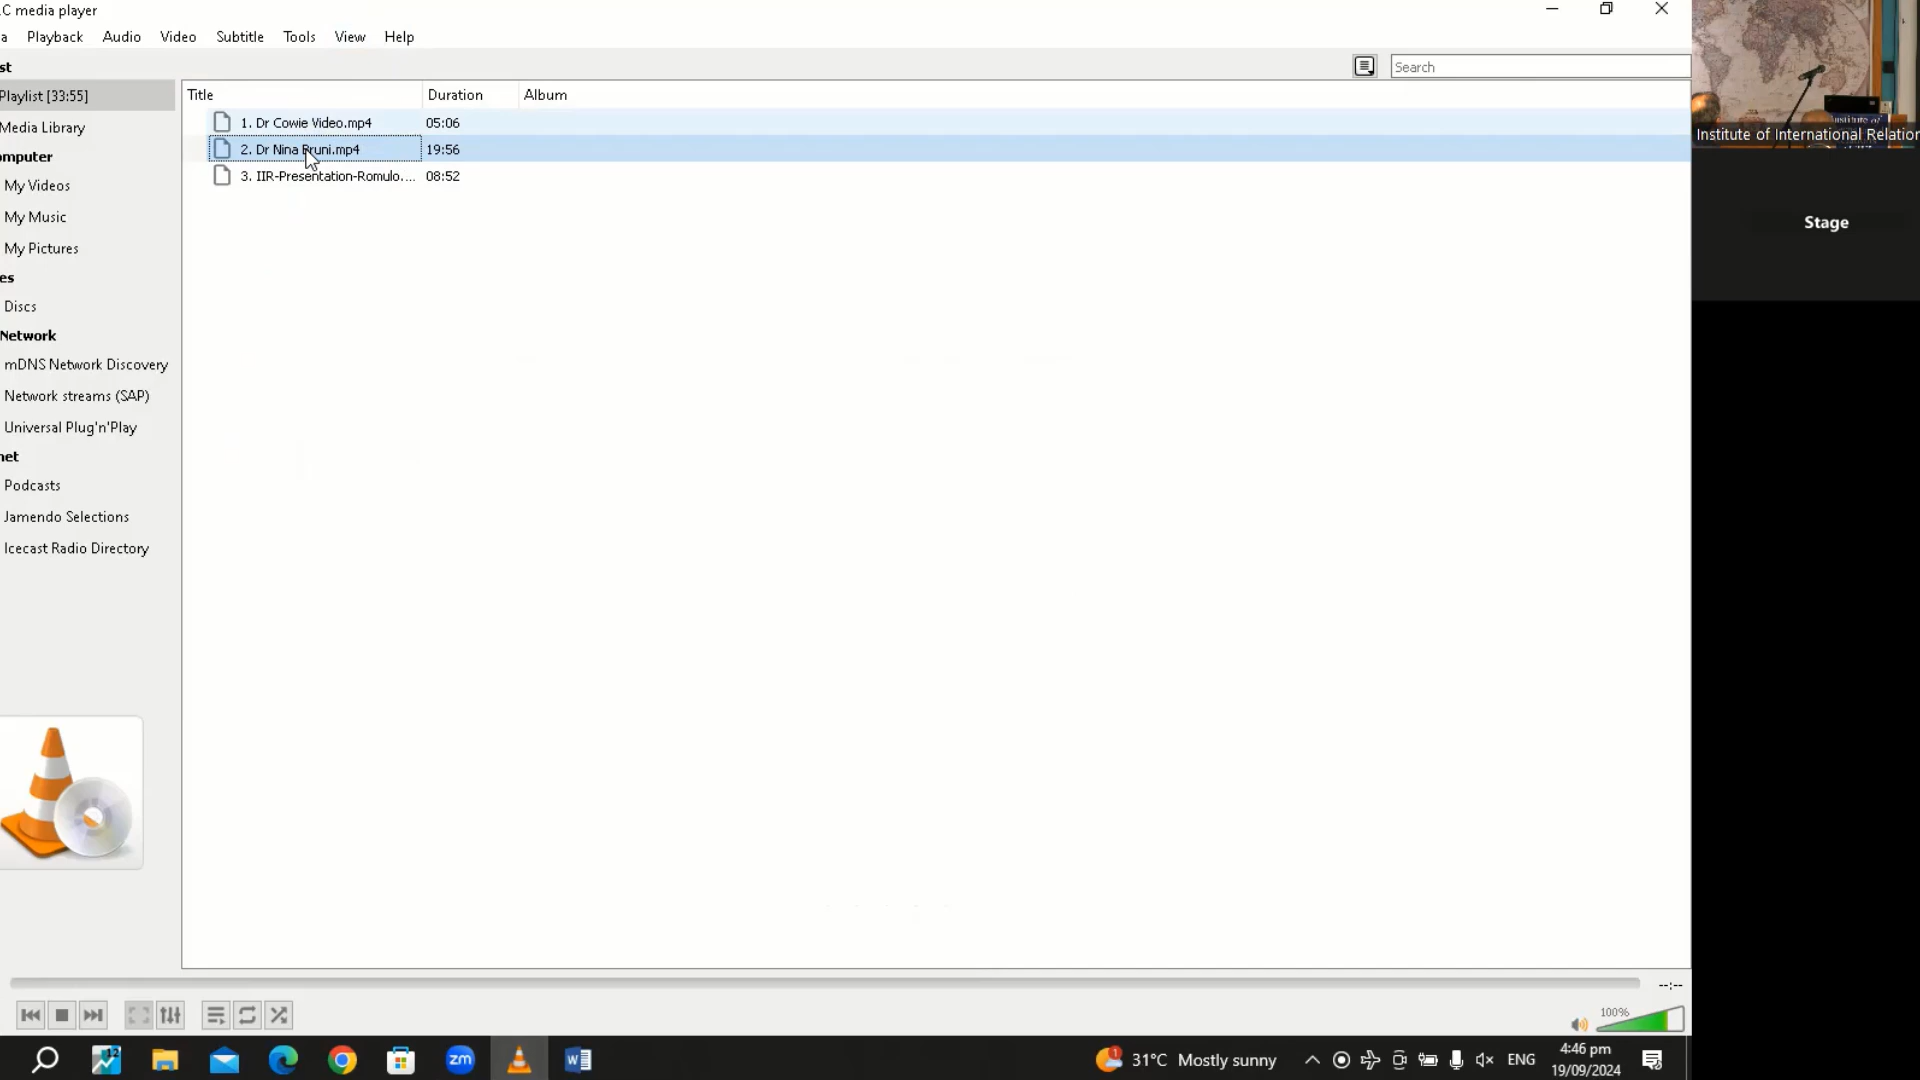 C media player
a Playback Audio Video Subtitle Tools View Help
st
Search
Playlist [33:55]
Title Duration Album
1. Dr Cowie Video.mp4 05:06
Media Library
2. Dr Nina Bruni.mp4 19:56
omputer
3. IIR-Presentation-Romulo.... 08:52
My Videos
My Music
My Pictures
es
Discs
Network
mDNS Network Discovery
Network streams (SAP)
Universal Plug'n'Play
net
Podcasts
Jamendo Selections
Icecast Radio Directory
Institute of International Relation
Stage
--:--
100%
12
zm
W
1
31°C Mostly sunny
ENG
4:46 pm
19/09/2024